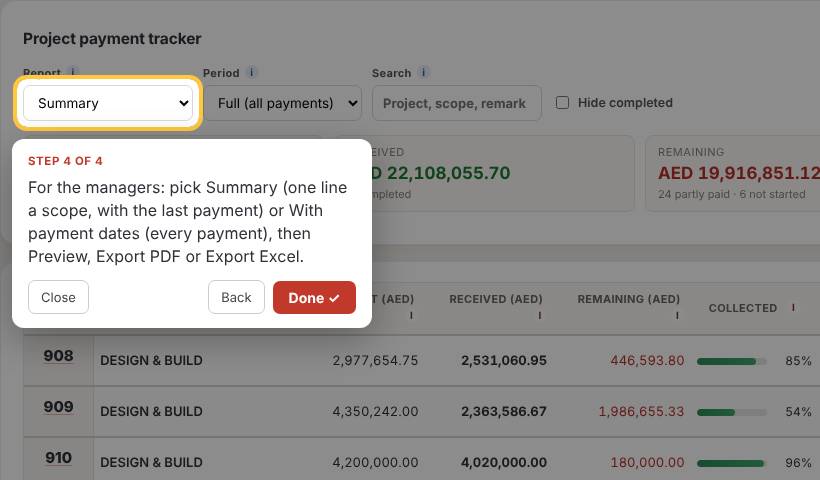 Project payment tracker
Report i Period i Search i
Summary Full (all payments) Project, scope, remark Hide completed
STEP 4 OF 4
For the managers: pick Summary (one line
a scope, with the last payment) or With
payment dates (every payment), then
Preview, Export PDF or Export Excel.
Close Back Done ✓
EIVED REMAINING
D 22,108,055.70 AED 19,916,851.12
mpleted 24 partly paid · 6 not started
T (AED) RECEIVED (AED) REMAINING (AED) COLLECTED
908 DESIGN & BUILD 2,977,654.75 2,531,060.95 446,593.80 85%
909 DESIGN & BUILD 4,350,242.00 2,363,586.67 1,986,655.33 54%
910 DESIGN & BUILD 4,200,000.00 4,020,000.00 180,000.00 96%